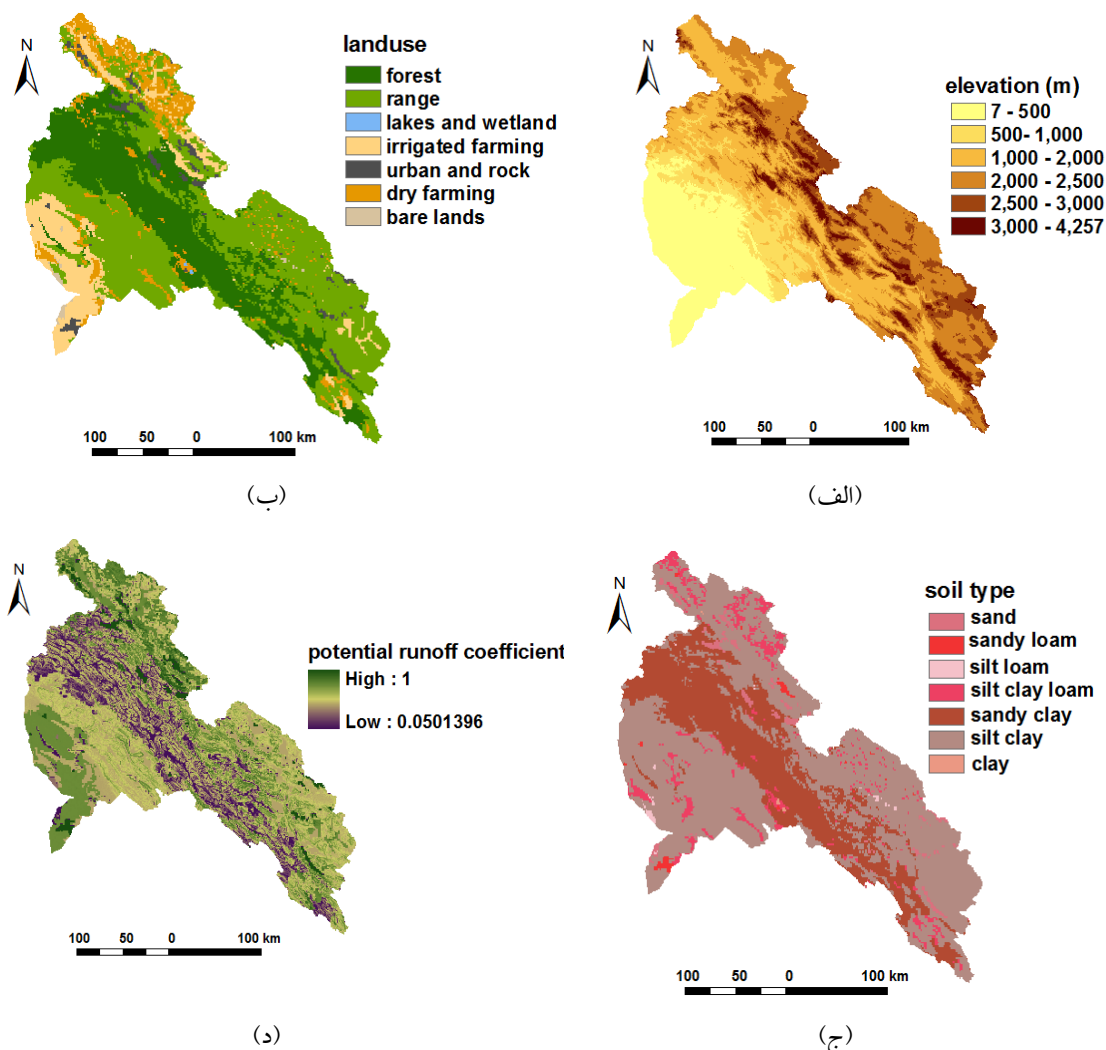 N
landuse
forest
range
lakes and wetland
irrigated farming
urban and rock
dry farming
bare lands
100 50 0 100 km
(ب)
elevation (m)
7 - 500
500- 1,000
1,000 - 2,000
2,000 - 2,500
2,500 - 3,000
3,000 - 4,257
N
100 50 0 100 km
(الف)
N
potential runoff coefficient
High : 1
Low : 0.0501396
100 50 0 100 km
(د)
N
soil type
sand
sandy loam
silt loam
silt clay loam
sandy clay
silt clay
clay
100 50 0 100 km
(ج)